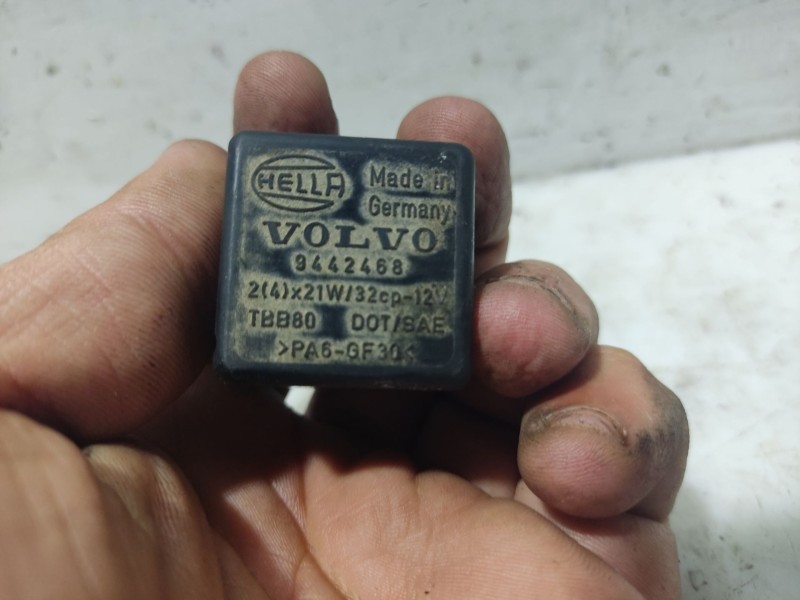 HELLA Made in
Germany
VOLVO
9442468
2(4)x21W/32cp-12V
TBB80 DOT/SAE
>PA6-GF30<